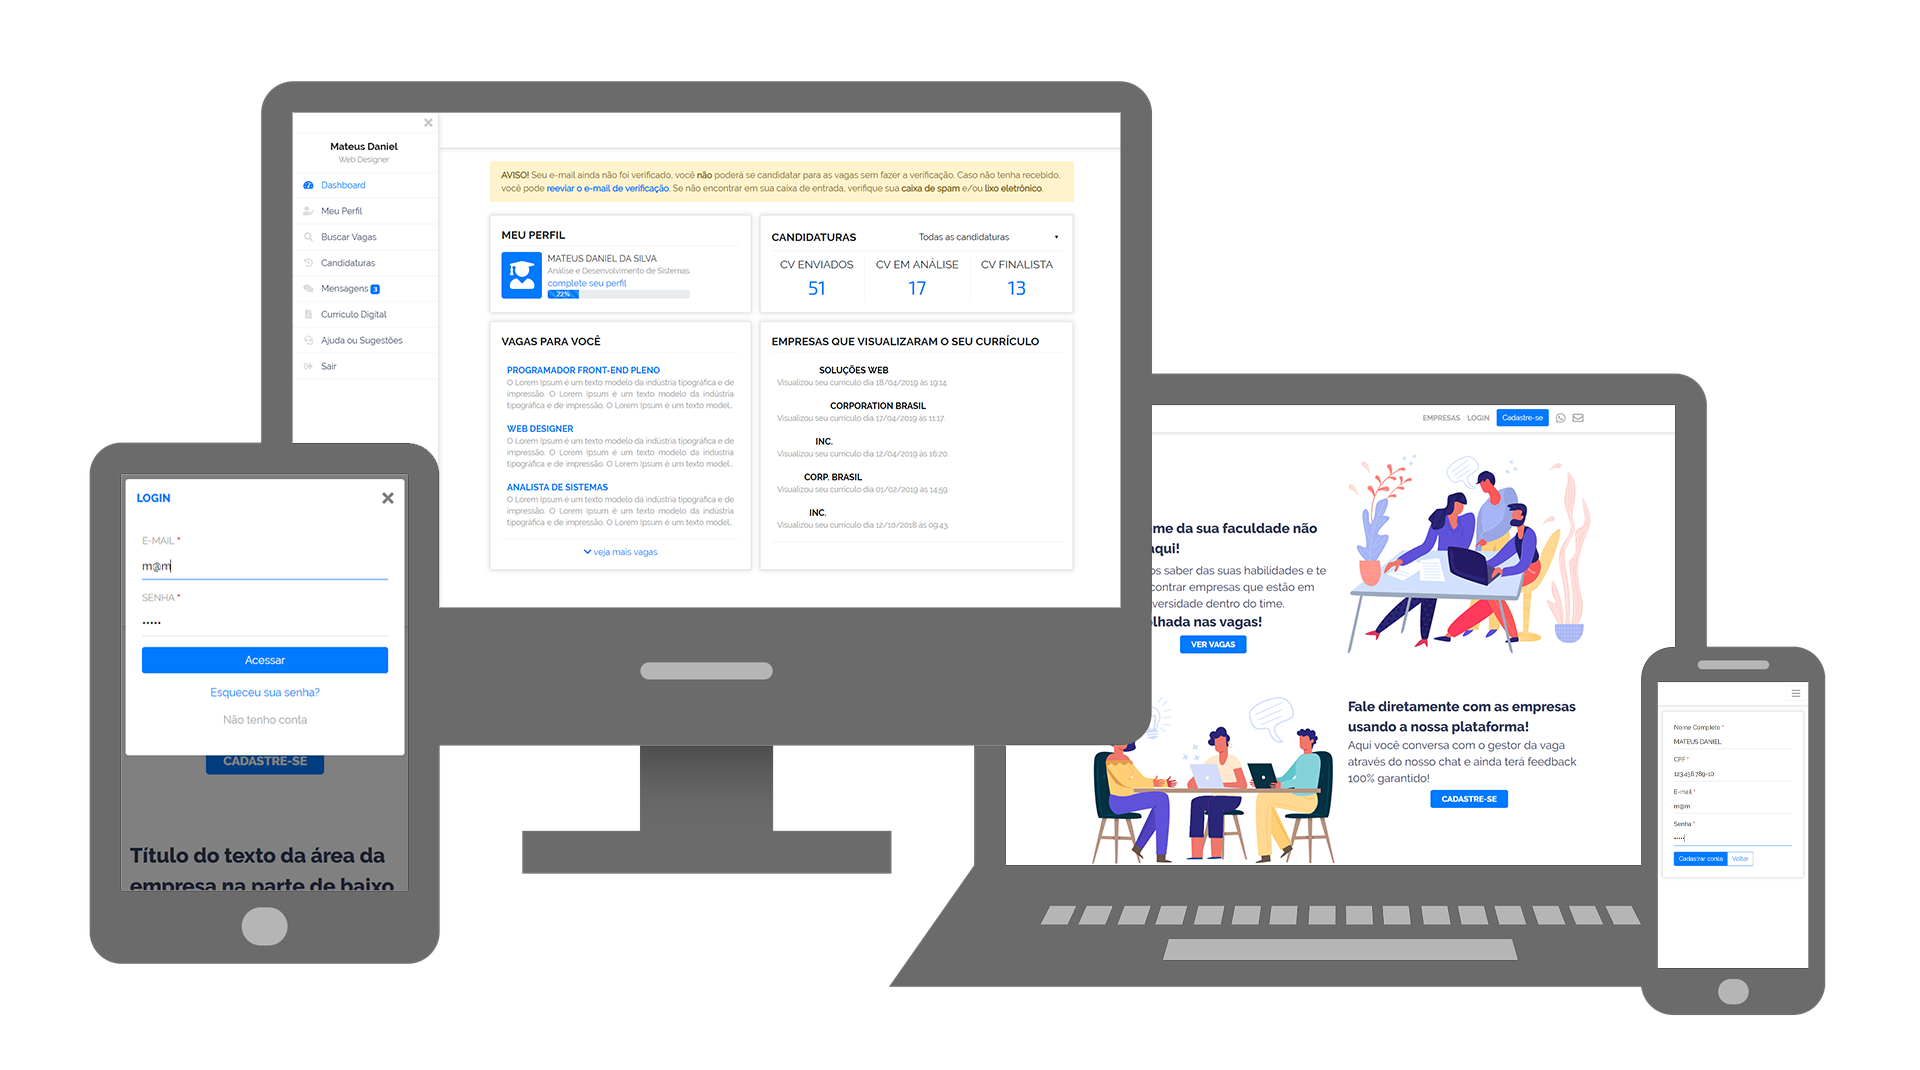 Mateus Daniel
Web Designer
Dashboard
Meu Perfil
Buscar Vagas
Candidaturas
Mensagens 3
Curriculo Digital
Ajuda ou Sugestões
Sair
AVISO! Seu e-mail ainda não foi verificado, você não poderá se candidatar para as vagas sem fazer a verificação. Caso não tenha recebido,
você pode reeviar o e-mail de verificação. Se não encontrar em sua caixa de entrada, verifique sua caixa de spam e/ou lixo eletrônico.
MEU PERFIL
MATEUS DANIEL DA SILVA
Análise e Desenvolvimento de Sistemas
complete seu perfil
22%
CANDIDATURAS
Todas as candidaturas
CV ENVIADOS
51
CV EM ANÁLISE
17
CV FINALISTA
13
VAGAS PARA VOCÊ
PROGRAMADOR FRONT-END PLENO
O Lorem Ipsum é um texto modelo da indústria tipográfica e de
impressão. O Lorem Ipsum é um texto modelo da indústria
tipográfica e de impressão. O Lorem Ipsum é um texto model..
WEB DESIGNER
O Lorem Ipsum é um texto modelo da indústria tipográfica e de
impressão. O Lorem Ipsum é um texto modelo da indústria
tipográfica e de impressão. O Lorem Ipsum é um texto model..
ANALISTA DE SISTEMAS
O Lorem Ipsum é um texto modelo da indústria tipográfica e de
impressão. O Lorem Ipsum é um texto modelo da indústria
tipográfica e de impressão. O Lorem Ipsum é um texto model..
veja mais vagas
EMPRESAS QUE VISUALIZARAM O SEU CURRÍCULO
SOLUÇÕES WEB
Visualizou seu curriculo dia 18/04/2019 às 19:14.
CORPORATION BRASIL
Visualizou seu curriculo dia 17/04/2019 às 11:17.
INC.
Visualizou seu curriculo dia 12/04/2019 às 16:20.
CORP. BRASIL
Visualizou seu curriculo dia 01/02/2019 às 14:59.
INC.
Visualizou seu curriculo dia 12/10/2018 às 09:43.
LOGIN
E-MAIL *
m@m
SENHA *
•••••
Acessar
Esqueceu sua senha?
Não tenho conta
CADASTRE-SE
Título do texto da área da
empresa na parte de baixo
EMPRESAS
LOGIN
Cadastre-se
me da sua faculdade não
aqui!
os saber das suas habilidades e te
contrar empresas que estão em
versidade dentro do time.
olhada nas vagas!
VER VAGAS
Fale diretamente com as empresas
usando a nossa plataforma!
Aqui você conversa com o gestor da vaga
através do nosso chat e ainda terá feedback
100% garantido!
CADASTRE-SE
Nome Completo *
MATEUS DANIEL
CPF *
123.456.789-10
E-mail *
m@m
Senha *
•••••
Cadastrar conta
Voltar